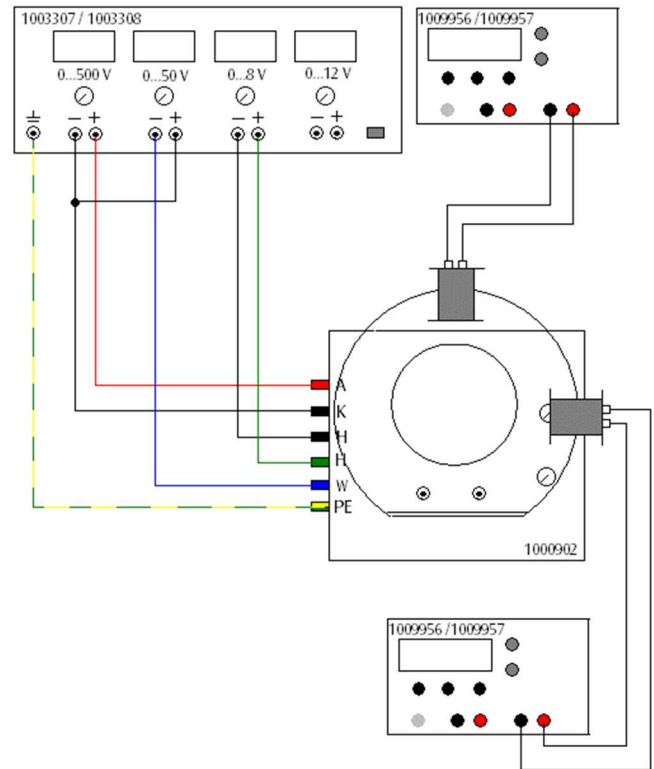 1003307 / 1003308
0...500 V
0...50 V
0...8 V
0...12 V
− + − + − + − +
1009956 /1009957
A
K
H
H
W
PE
1000902
1009956 /1009957